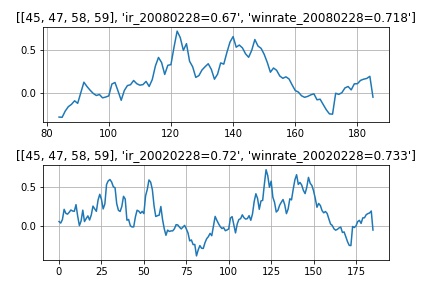 [[45, 47, 58, 59], 'ir_20080228=0.67', 'winrate_20080228=0.718']
0.5
0.0
80 100 120 140 160 180
[[45, 47, 58, 59], 'ir_20020228=0.72', 'winrate_20020228=0.733']
0.5
0.0
0 25 50 75 100 125 150 175